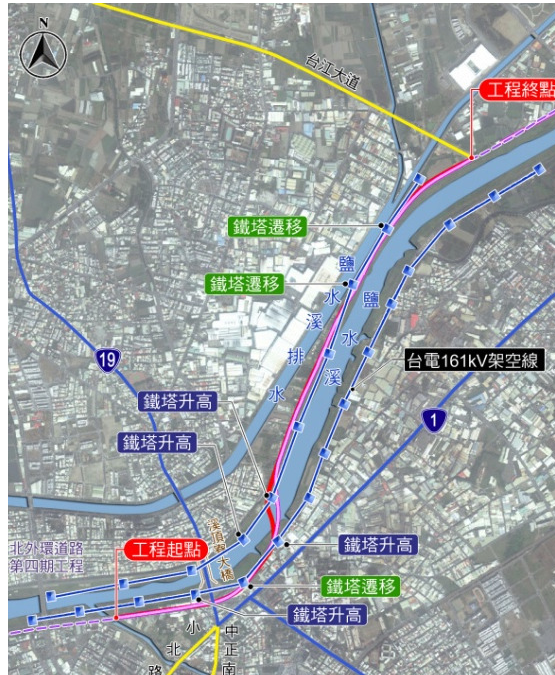 N
台江大道
工程終點
鐵塔遷移
鐵塔遷移
鹽水溪排水
鹽水溪
19
台電161kV架空線
1
鐵塔升高
鐵塔升高
溪頂寮大橋
北外環道路
第四期工程
工程起點
鐵塔升高
鐵塔遷移
鐵塔升高
小北路
中正南